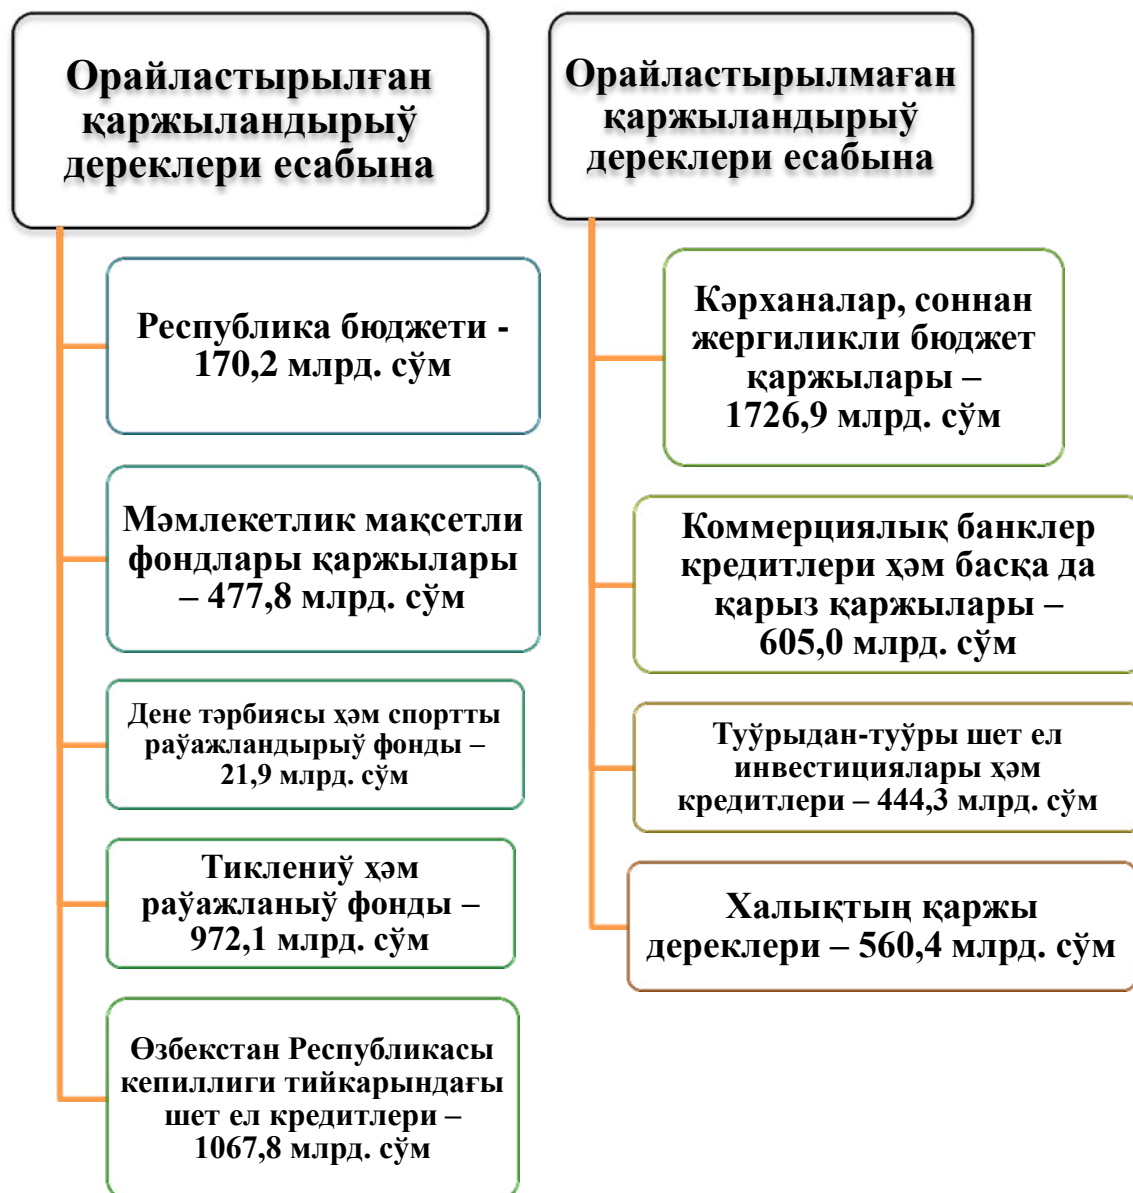 Орайластырылған
қаржыландырыў
дереклери есабына
Республика бюджети -
170,2 млрд. сўм
Мәмлекетлик мақсетли
фондлары қаржылары
– 477,8 млрд. сўм
Дене тәрбиясы ҳәм спортты
раўажландырыў фонды –
21,9 млрд. сўм
Тиклениў ҳәм
раўажланыў фонды –
972,1 млрд. сўм
Өзбекстан Республикасы
кепиллиги тийкарындағы
шет ел кредитлери –
1067,8 млрд. сўм
Орайластырылмаған
қаржыландырыў
дереклери есабына
Кәрханалар, соннан
жергиликли бюджет
қаржылары –
1726,9 млрд. сўм
Коммерциялық банклер
кредитлери ҳәм басқа да
қарыз қаржылары –
605,0 млрд. сўм
Туўрыдан-туўры шет ел
инвестициялары ҳәм
кредитлери – 444,3 млрд. сўм
Халықтың қаржы
дереклери – 560,4 млрд. сўм